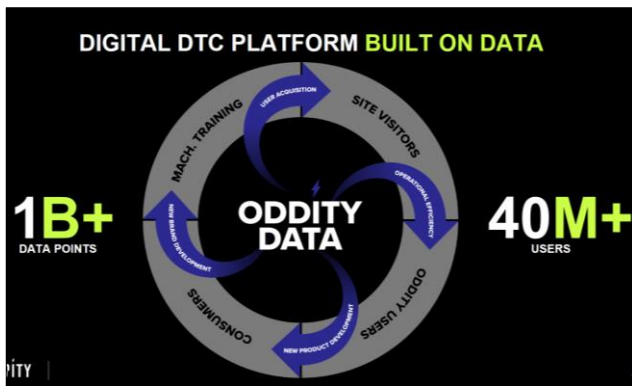 DIGITAL DTC PLATFORM BUILT ON DATA
USER ACQUISITION
MACH. TRAINING
SITE VISITORS
OPERATIONAL EFFICIENCY
1B+
DATA POINTS
NEW BRAND DEVELOPMENT
ODDITY
DATA
40M+
USERS
CONSUMERS
ODDITY USERS
NEW PRODUCT DEVELOPMENT